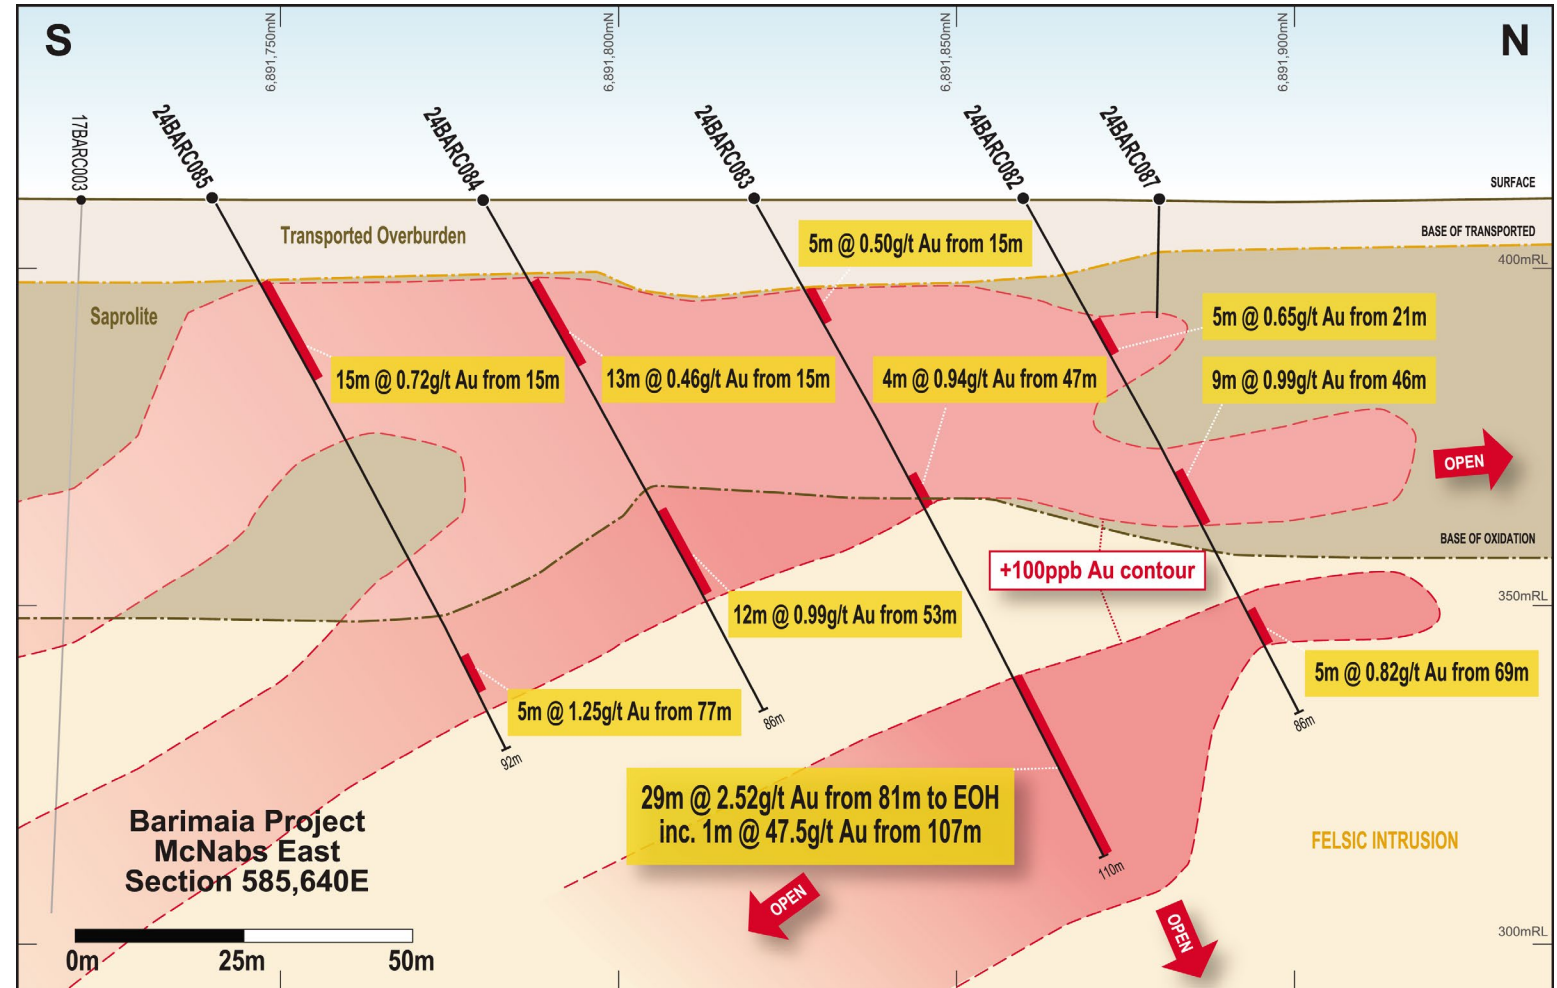 S
N
6,891,750mN
6,891,800mN
6,891,850mN
6,891,900mN
17BARC003
24BARC085
24BARC084
24BARC083
24BARC082
24BARC087
SURFACE
Transported Overburden
BASE OF TRANSPORTED
5m @ 0.50g/t Au from 15m
400mRL
Saprolite
5m @ 0.65g/t Au from 21m
15m @ 0.72g/t Au from 15m
13m @ 0.46g/t Au from 15m
4m @ 0.94g/t Au from 47m
9m @ 0.99g/t Au from 46m
OPEN
BASE OF OXIDATION
+100ppb Au contour
350mRL
12m @ 0.99g/t Au from 53m
5m @ 0.82g/t Au from 69m
5m @ 1.25g/t Au from 77m
86m
86m
92m
29m @ 2.52g/t Au from 81m to EOH
inc. 1m @ 47.5g/t Au from 107m
Barimaia Project
McNabs East
Section 585,640E
FELSIC INTRUSION
110m
OPEN
OPEN
300mRL
0m
25m
50m